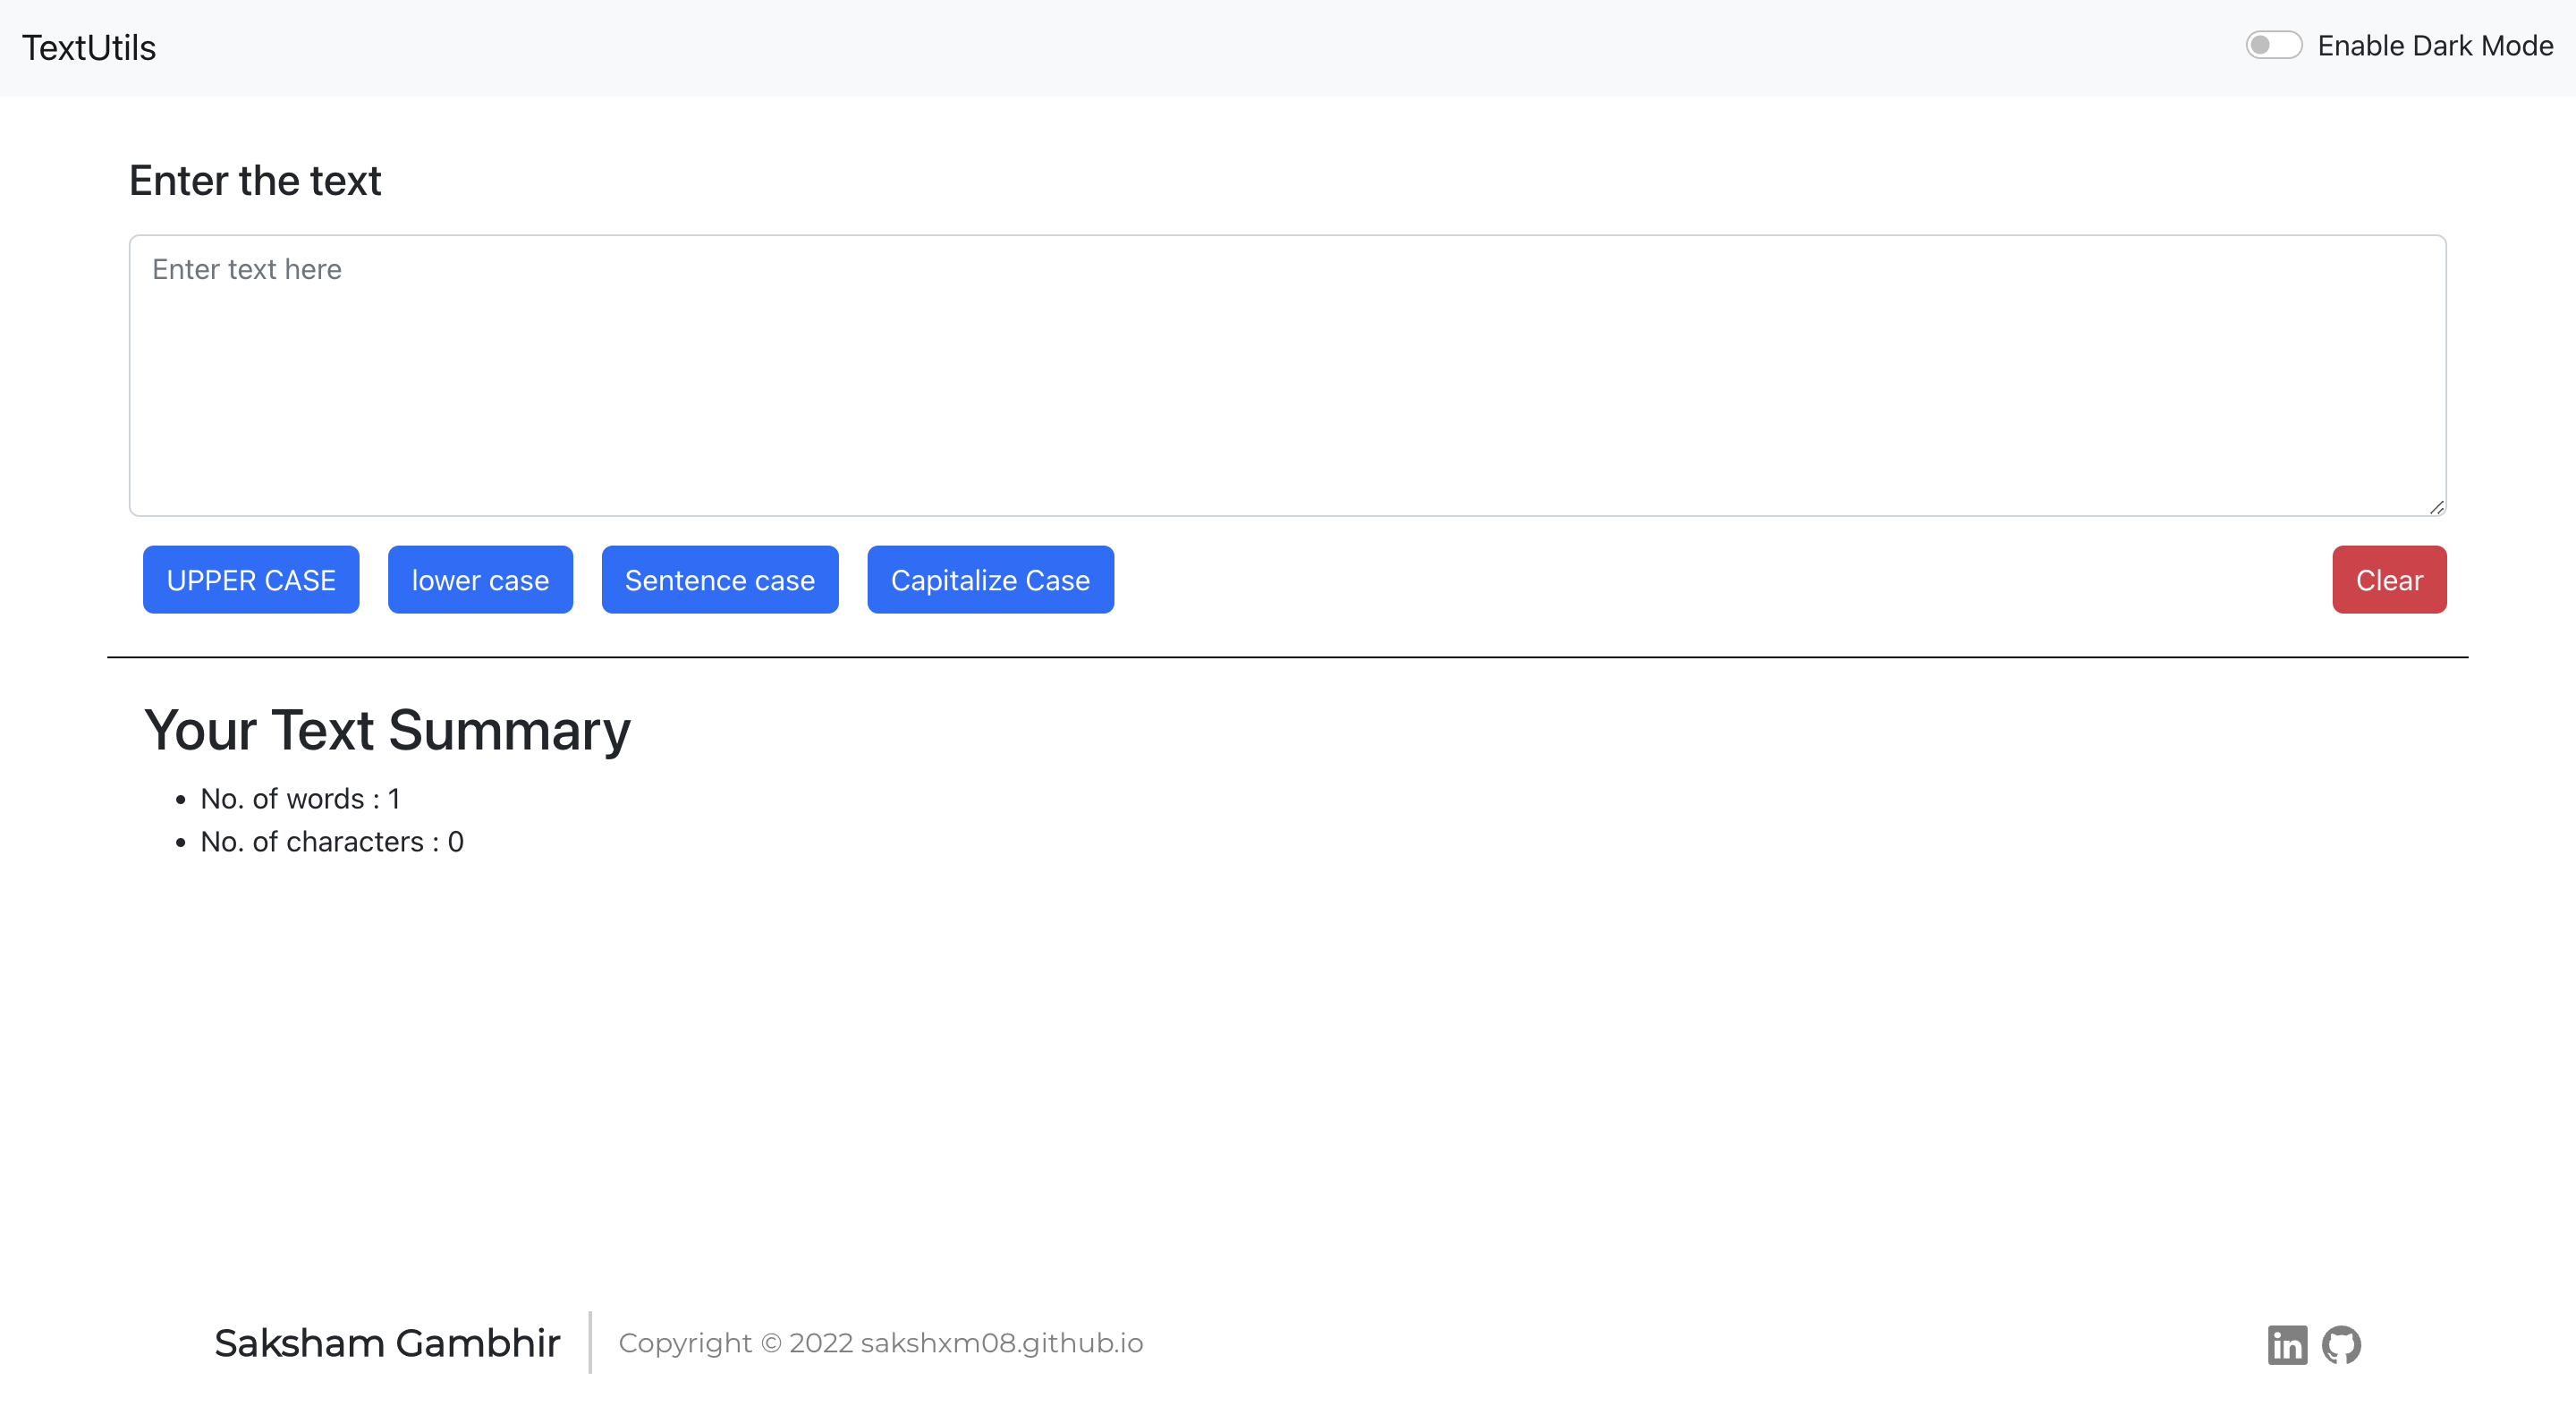 TextUtils
Enable Dark Mode
Enter the text
Enter text here
UPPER CASE lower case Sentence case Capitalize Case Clear
Your Text Summary
• No. of words : 1
• No. of characters : 0
Saksham Gambhir Copyright © 2022 sakshxm08.github.io